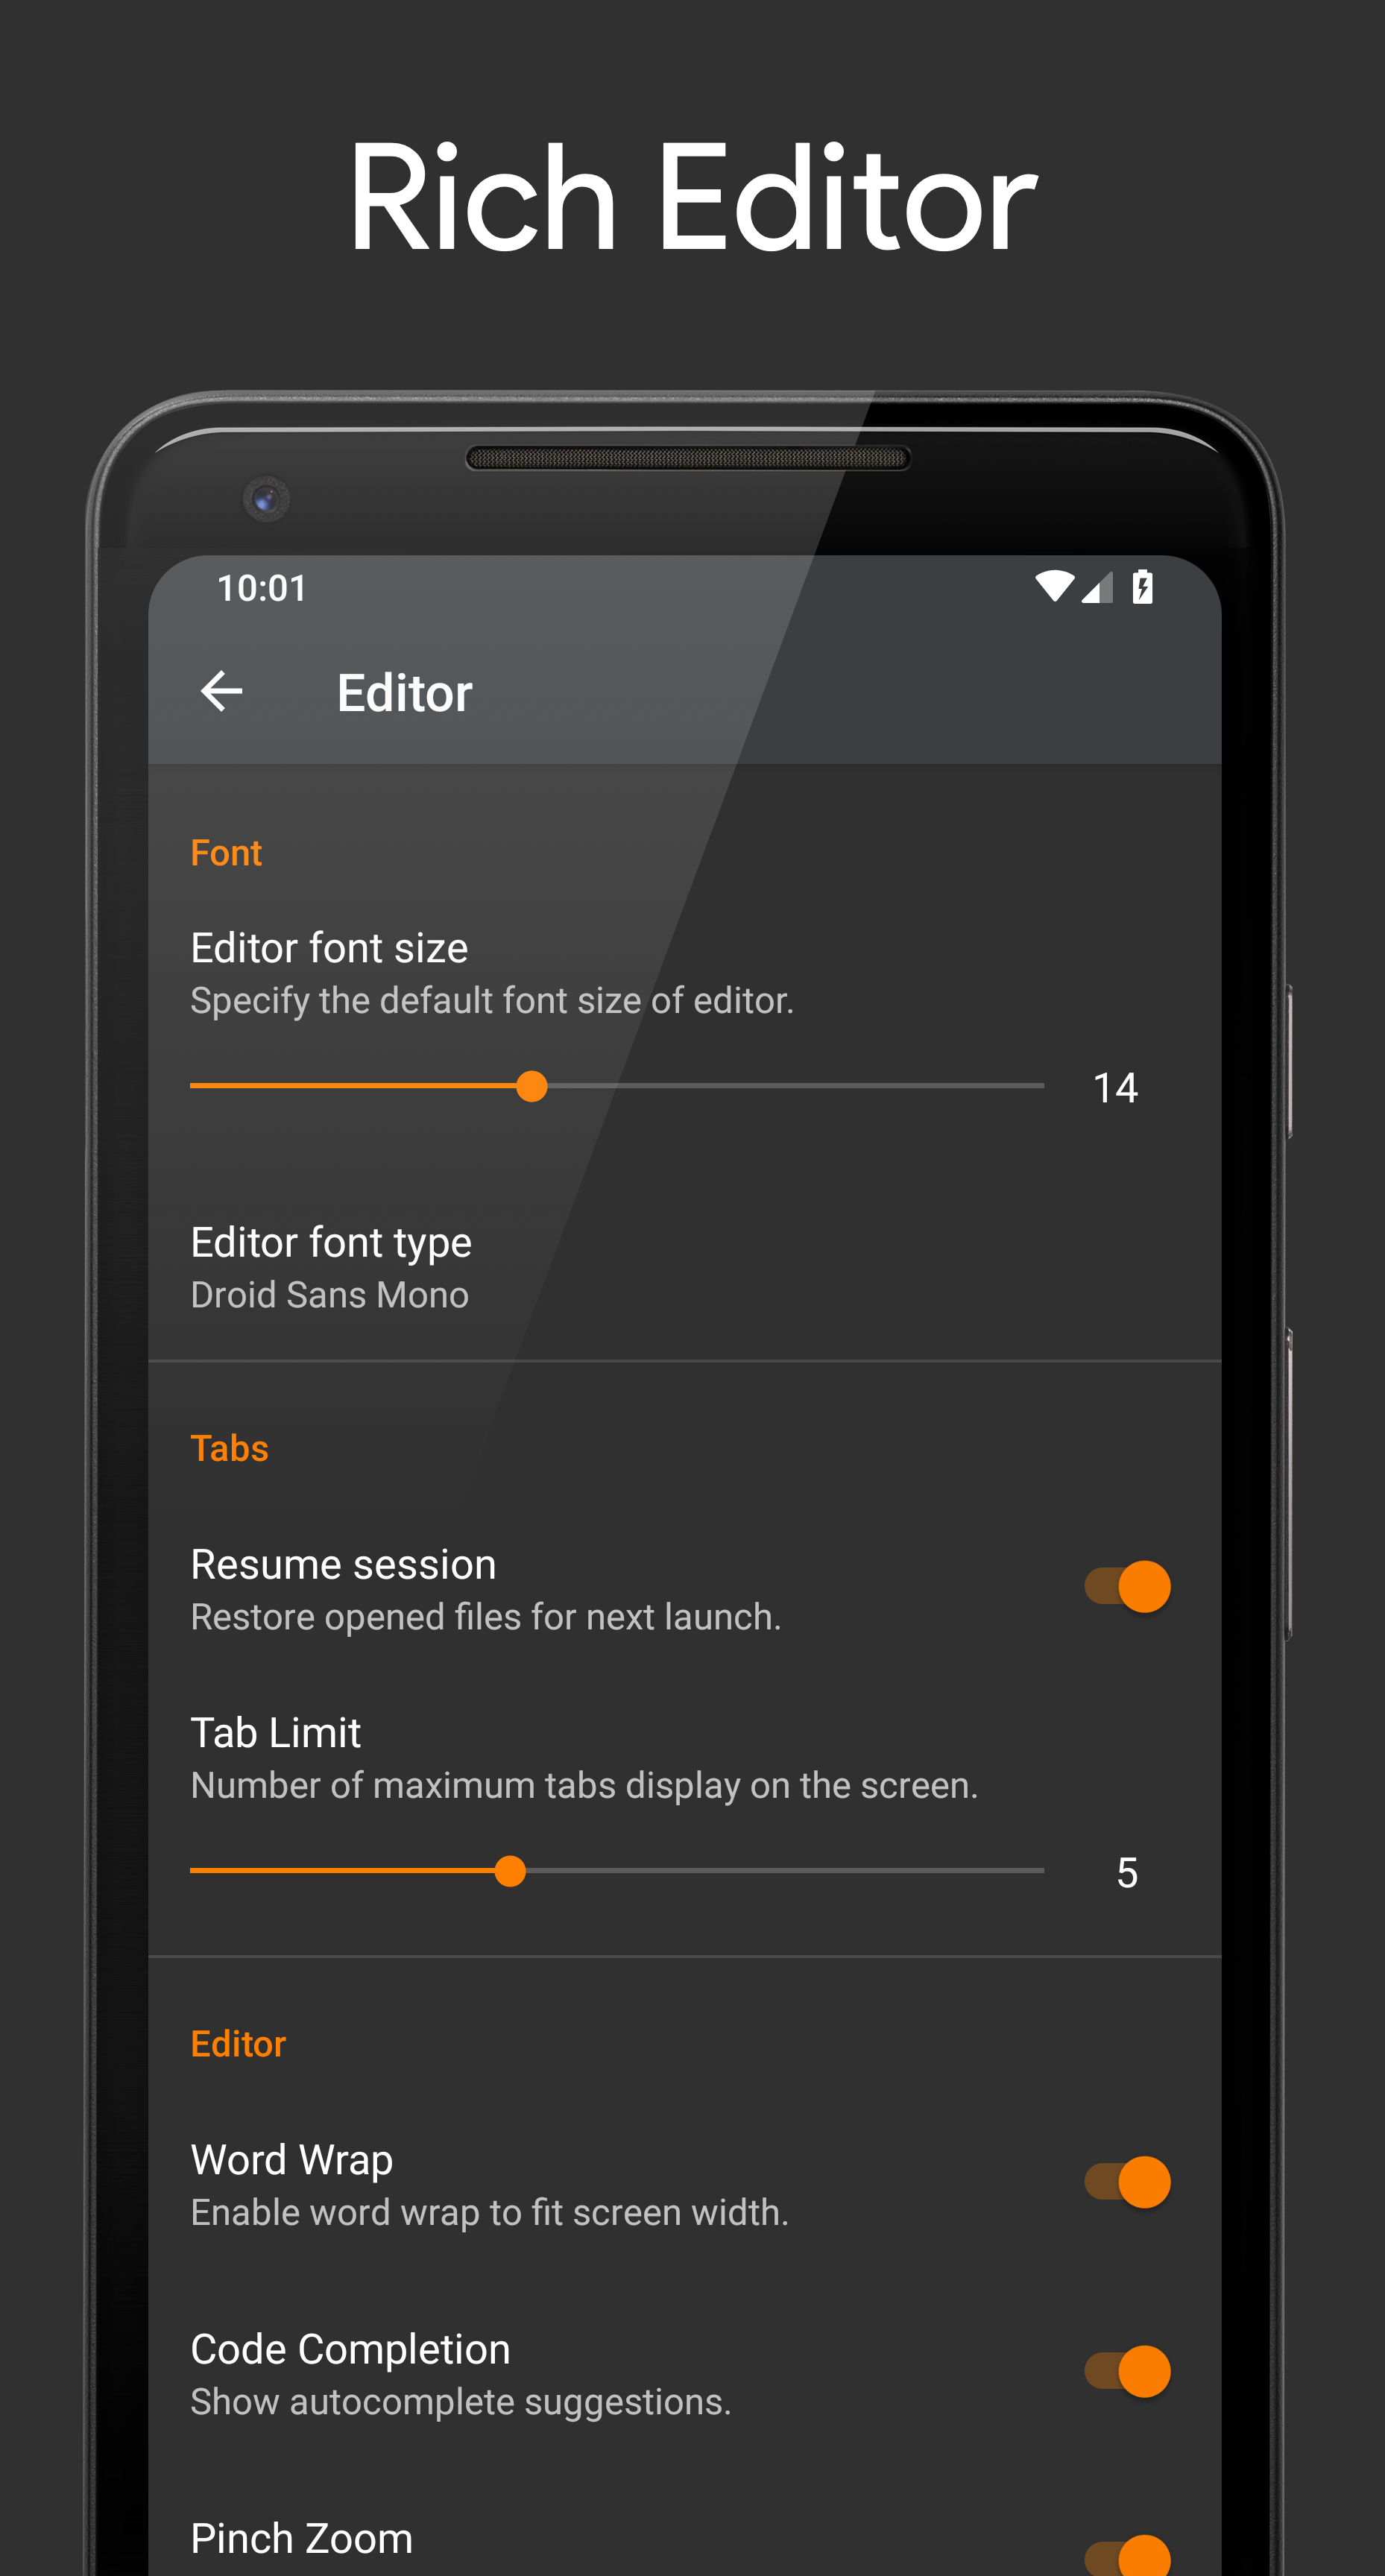 Rich Editor
10:01
Editor
Font
Editor font size
Specify the default font size of editor.
14
Editor font type
Droid Sans Mono
Tabs
Resume session
Restore opened files for next launch.
Tab Limit
Number of maximum tabs display on the screen.
5
Editor
Word Wrap
Enable word wrap to fit screen width.
Code Completion
Show autocomplete suggestions.
Pinch Zoom